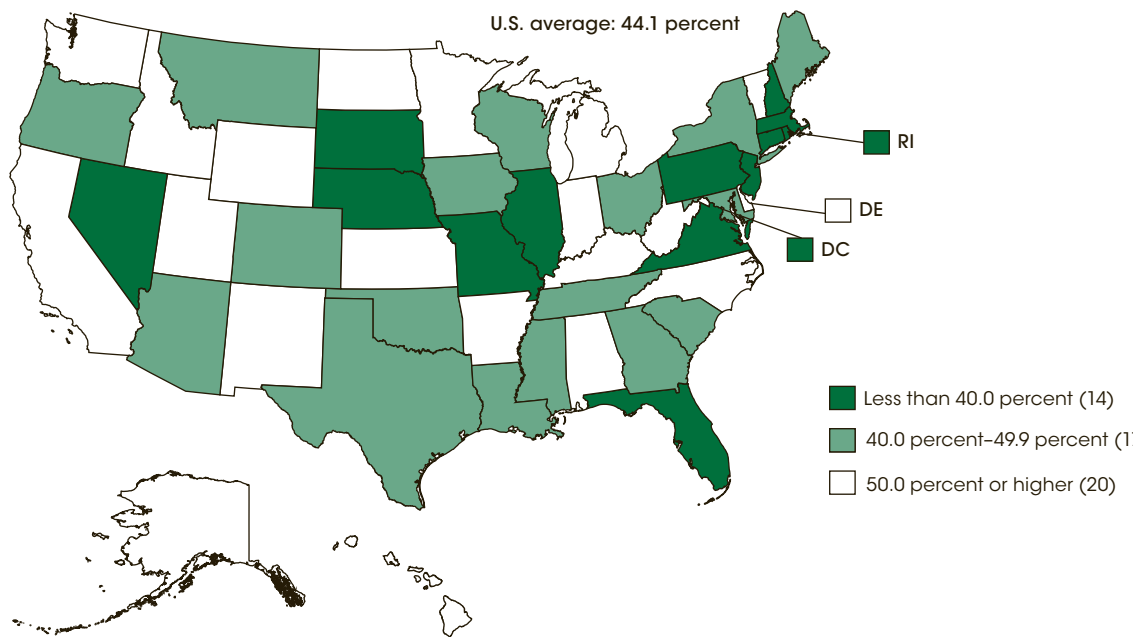 U.S. average: 44.1 percent
RI
DE
DC
Less than 40.0 percent (14)
40.0 percent–49.9 percent
50.0 percent or higher (20)